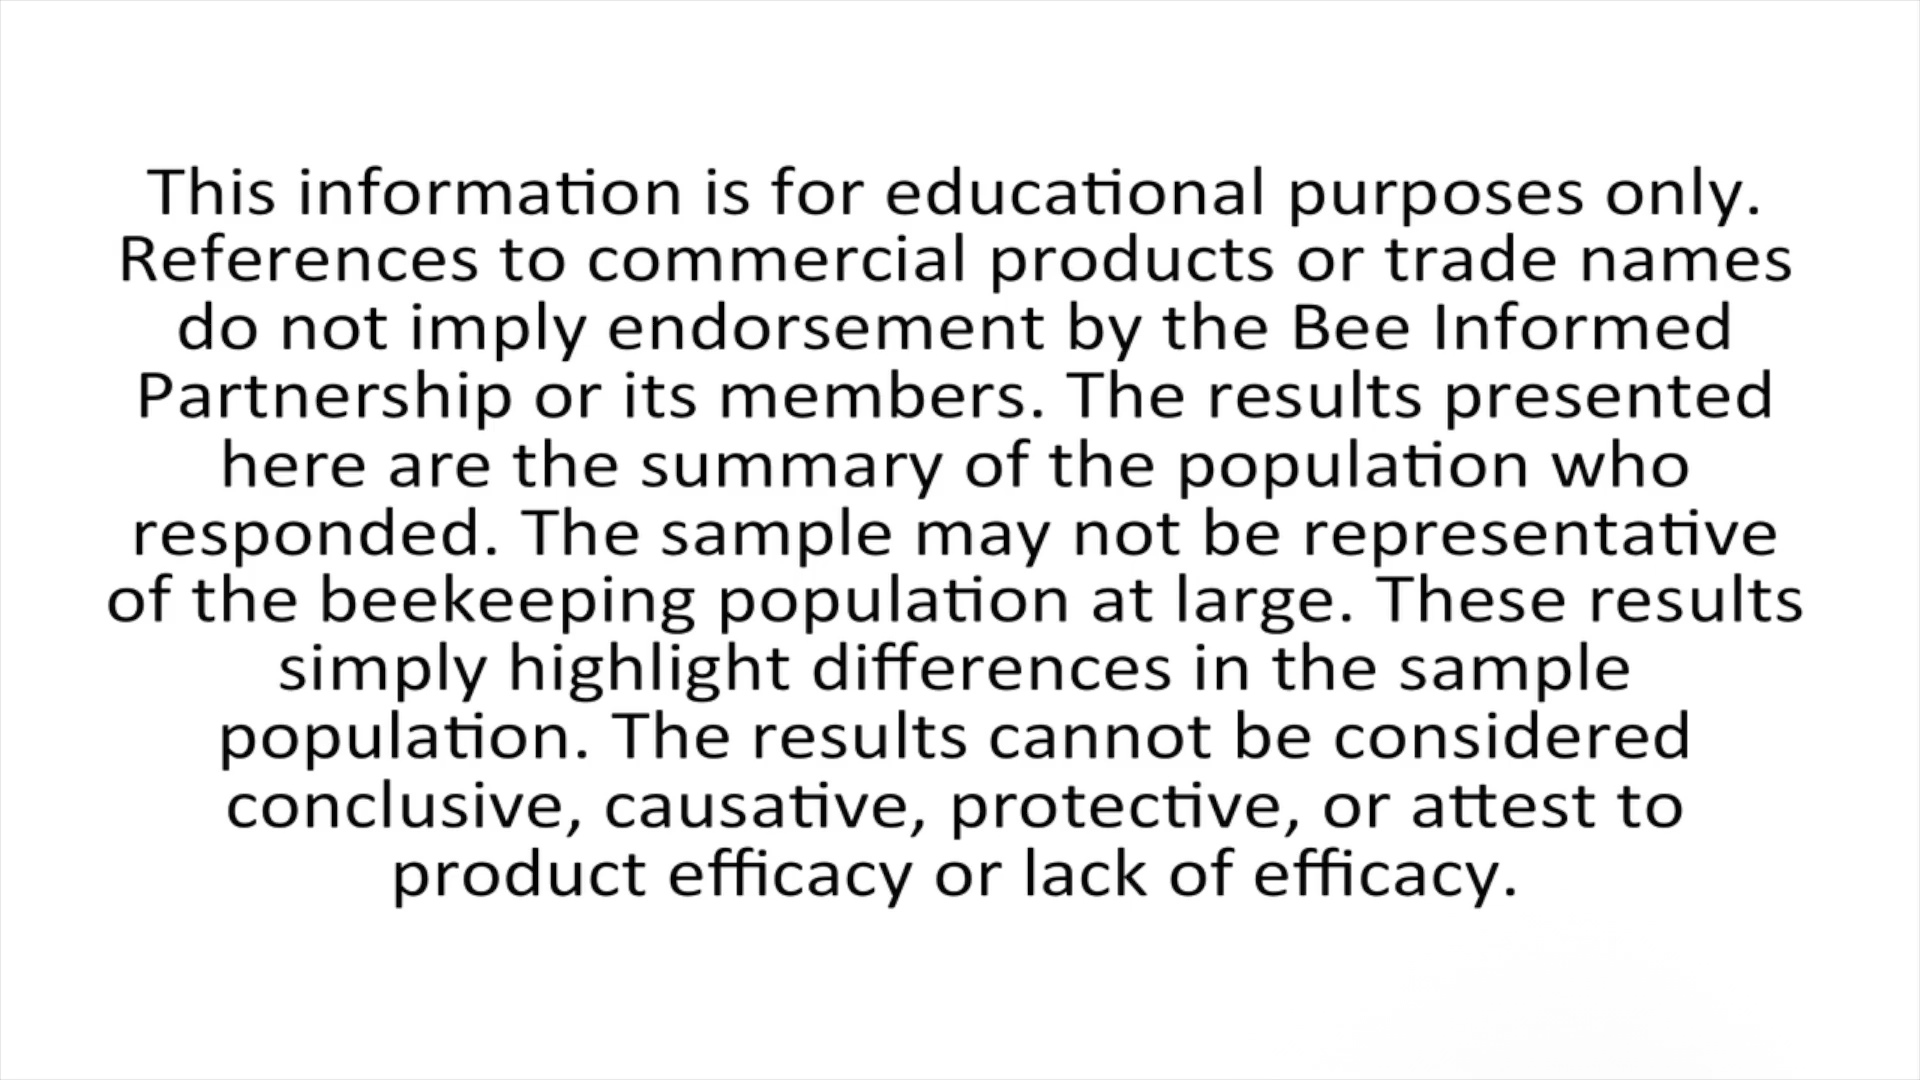 This information is for educational purposes only.
References to commercial products or trade names
do not imply endorsement by the Bee Informed
Partnership or its members. The results presented
here are the summary of the population who
responded. The sample may not be representative
of the beekeeping population at large. These results
simply highlight differences in the sample
population. The results cannot be considered
conclusive, causative, protective, or attest to
product efficacy or lack of efficacy.